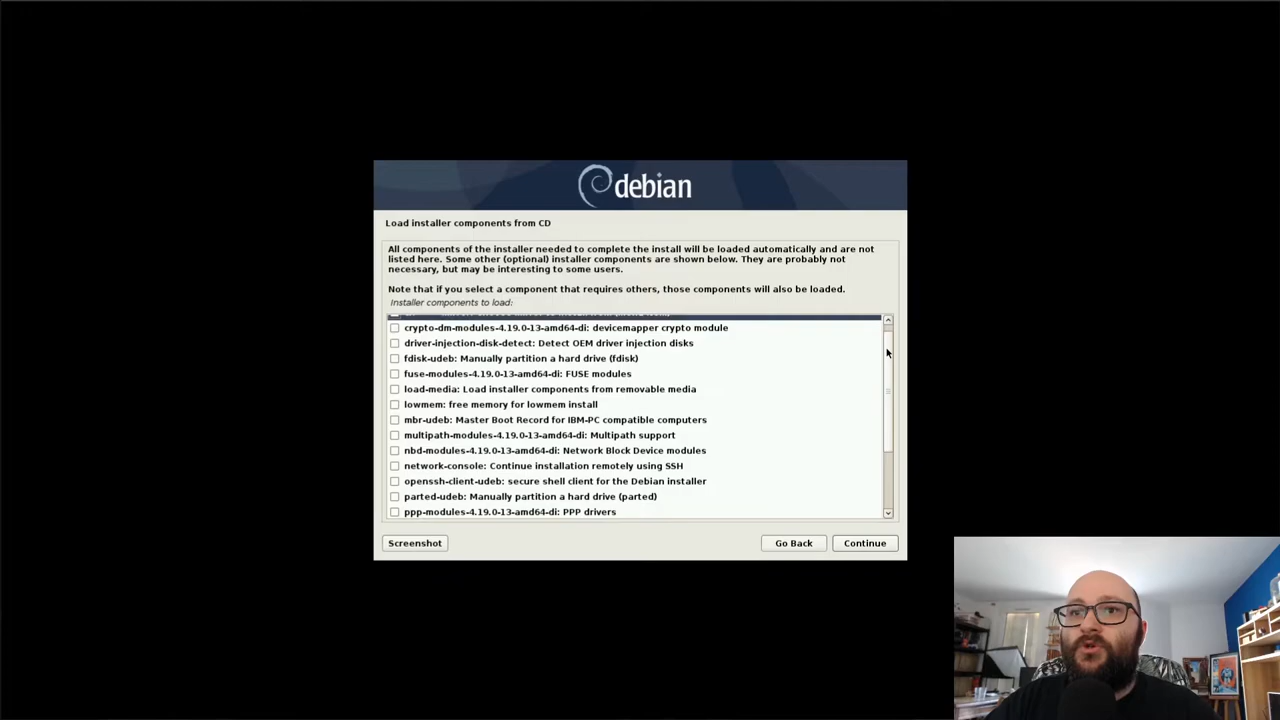 debian
Load installer components from CD
All components of the installer needed to complete the install will be loaded automatically and are not
listed here. Some other (optional) installer components are shown below. They are probably not
necessary, but may be interesting to some users.
Note that if you select a component that requires others, those components will also be loaded.
Installer components to load:
crypto-dm-modules-4.19.0-13-amd64-di: devicemapper crypto module
driver-injection-disk-detect: Detect OEM driver injection disks
fdisk-udeb: Manually partition a hard drive (fdisk)
fuse-modules-4.19.0-13-amd64-di: FUSE modules
load-media: Load installer components from removable media
lowmem: free memory for lowmem install
mbr-udeb: Master Boot Record for IBM-PC compatible computers
multipath-modules-4.19.0-13-amd64-di: Multipath support
nbd-modules-4.19.0-13-amd64-di: Network Block Device modules
network-console: Continue installation remotely using SSH
openssh-client-udeb: secure shell client for the Debian installer
parted-udeb: Manually partition a hard drive (parted)
ppp-modules-4.19.0-13-amd64-di: PPP drivers
Screenshot
Go Back
Continue